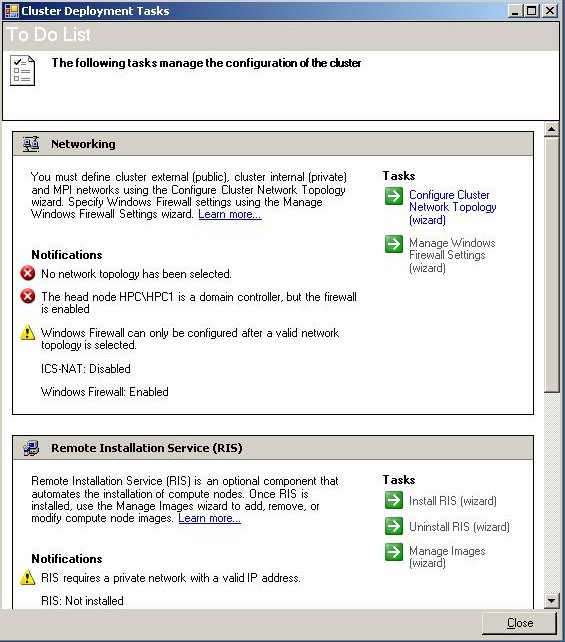 Cluster Deployment Tasks
To Do List
The following tasks manage the configuration of the cluster
Networking
You must define cluster external (public), cluster internal (private)
and MPI networks using the Configure Cluster Network Topology
wizard. Specify Windows Firewall settings using the Manage
Windows Firewall Settings wizard. Learn more...
Notifications
No network topology has been selected.
The head node HPC\HPC1 is a domain controller, but the firewall
is enabled
Windows Firewall can only be configured after a valid network
topology is selected.
ICS-NAT: Disabled
Windows Firewall: Enabled
Tasks
Configure Cluster
Network Topology
(wizard)
Manage Windows
Firewall Settings
(wizard)
Remote Installation Service (RIS)
Remote Installation Service (RIS) is an optional component that
automates the installation of compute nodes. Once RIS is
installed, use the Manage Images wizard to add, remove, or
modify compute node images. Learn more...
Notifications
RIS requires a private network with a valid IP address.
RIS: Not installed
Tasks
Install RIS (wizard)
Uninstall RIS (wizard)
Manage Images
(wizard)
Close